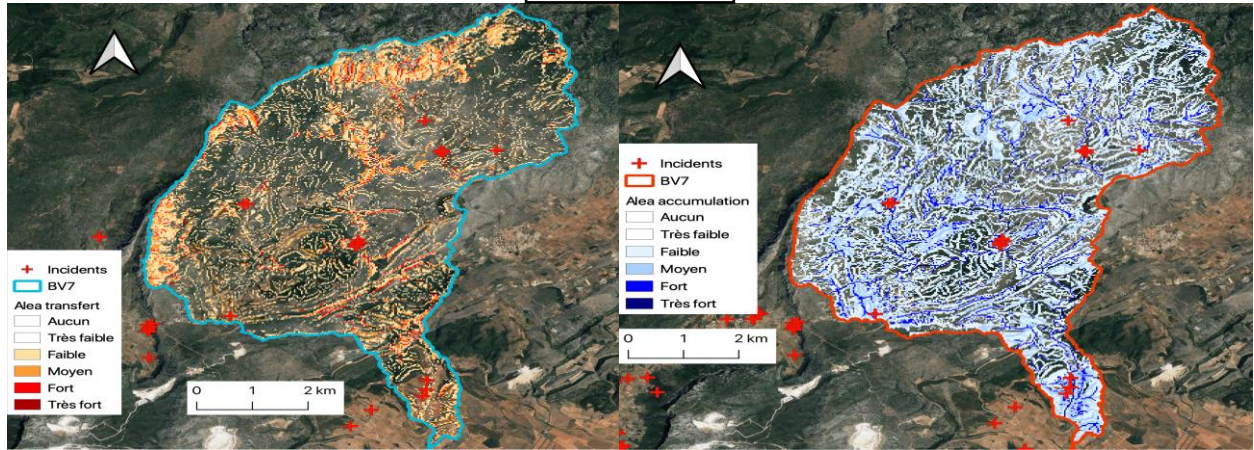 Incidents
BV7
Alea transfert
Aucun
Très faible
Faible
Moyen
Fort
Très fort
0 1 2 km
Incidents
BV7
Alea accumulation
Aucun
Très faible
Faible
Moyen
Fort
Très fort
0 1 2 km